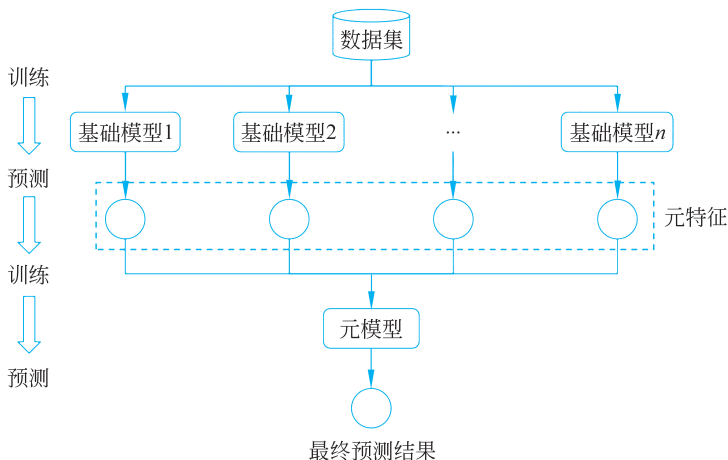 数据集
训练
基础模型1
基础模型2
...
基础模型n
预测
元特征
训练
元模型
预测
最终预测结果